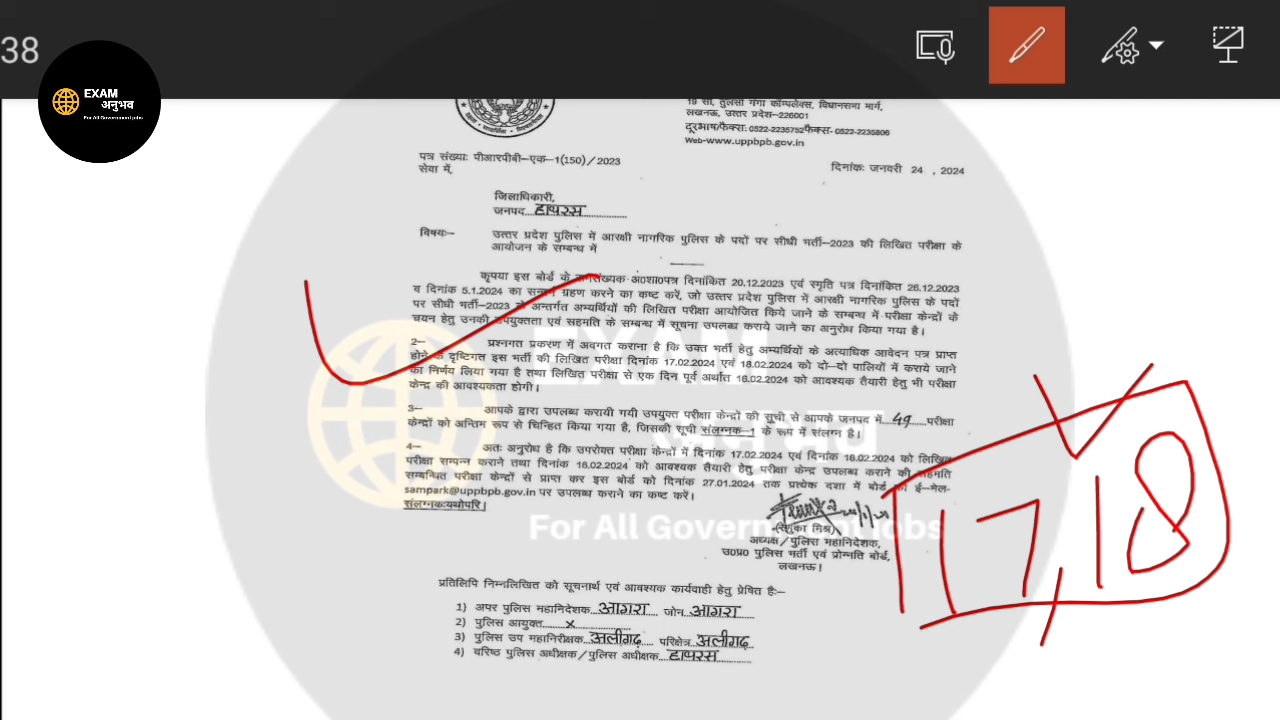 38
EXAM
अनुभव
For All Government Jobs
19 सी, तुलसी गंगा कॉम्पलेक्स, विधानसभा मार्ग,
लखनऊ, उत्तर प्रदेश–226001
दूरभाष/फैक्स: 0522-2235752फैक्स- 0522-2235806
Web-www.uppbpb.gov.in
पत्र संख्याः पीआरपीबी–एक–1(150)/2023
दिनांकः जनवरी 24 , 2024
सेवा में,
जिलाधिकारी,
जनपद हाथरस
विषयः– उत्तर प्रदेश पुलिस में आरक्षी नागरिक पुलिस के पदों पर सीधी भर्ती–2023 की लिखित परीक्षा के
आयोजन के सम्बन्ध में
कृपया इस बोर्ड के अ०शा०पत्र दिनांकित 20.12.2023 एवं स्मृति पत्र दिनांकित 26.12.2023
व दिनांक 5.1.2024 का सन्दर्भ ग्रहण करने का कष्ट करें, जो उत्तर प्रदेश पुलिस में आरक्षी नागरिक पुलिस के पदों
पर सीधी भर्ती–2023 के अन्तर्गत अभ्यर्थियों की लिखित परीक्षा आयोजित किये जाने के सम्बन्ध में परीक्षा केन्द्रों के
चयन हेतु उनकी उपयुक्तता एवं सहमति के सम्बन्ध में सूचना उपलब्ध कराये जाने का अनुरोध किया गया है।
2– प्रश्नगत प्रकरण में अवगत कराना है कि उक्त भर्ती हेतु अभ्यर्थियों के अत्याधिक आवेदन पत्र प्राप्त
होने के दृष्टिगत इस भर्ती की लिखित परीक्षा दिनांक 17.02.2024 एवं 18.02.2024 को दो–दो पालियों में कराये जाने
का निर्णय लिया गया है तथा लिखित परीक्षा से एक दिन पूर्व अर्थात 16.02.2024 को आवश्यक तैयारी हेतु भी परीक्षा
केन्द्र की आवश्यकता होगी।
3– आपके द्वारा उपलब्ध करायी गयी उपयुक्त परीक्षा केन्द्रों की सूची से आपके जनपद में 49 परीक्षा
केन्द्रों को अन्तिम रूप से चिन्हित किया गया है, जिसकी सूची संलग्नक–1 के रूप में संलग्न है।
4– अतः अनुरोध है कि उपरोक्त परीक्षा केन्द्रों में दिनांक 17.02.2024 एवं दिनांक 18.02.2024 को लिखित
परीक्षा सम्पन्न कराने तथा दिनांक 16.02.2024 को आवश्यक तैयारी हेतु परीक्षा केन्द्र उपलब्ध कराने की सहमति
सम्बन्धित परीक्षा केन्द्रों से प्राप्त कर इस बोर्ड को दिनांक 27.01.2024 तक प्रत्येक दशा में बोर्ड की ई–मेल-
sampark@uppbpb.gov.in पर उपलब्ध कराने का कष्ट करें।
संलग्नकःयथोपरि।
(रेणुका मिश्र)
अध्यक्ष/पुलिस महानिदेशक,
उ०प्र० पुलिस भर्ती एवं प्रोन्नति बोर्ड,
लखनऊ।
प्रतिलिपि निम्नलिखित को सूचनार्थ एवं आवश्यक कार्यवाही हेतु प्रेषित हैः–
1) अपर पुलिस महानिदेशक आगरा जोन आगरा
2) पुलिस आयुक्त x
3) पुलिस उप महानिरीक्षक अलीगढ़ परिक्षेत्र अलीगढ़
4) वरिष्ठ पुलिस अधीक्षक/पुलिस अधीक्षक हाथरस
EXAM
अनुभव
For All Government Jobs
17, 18